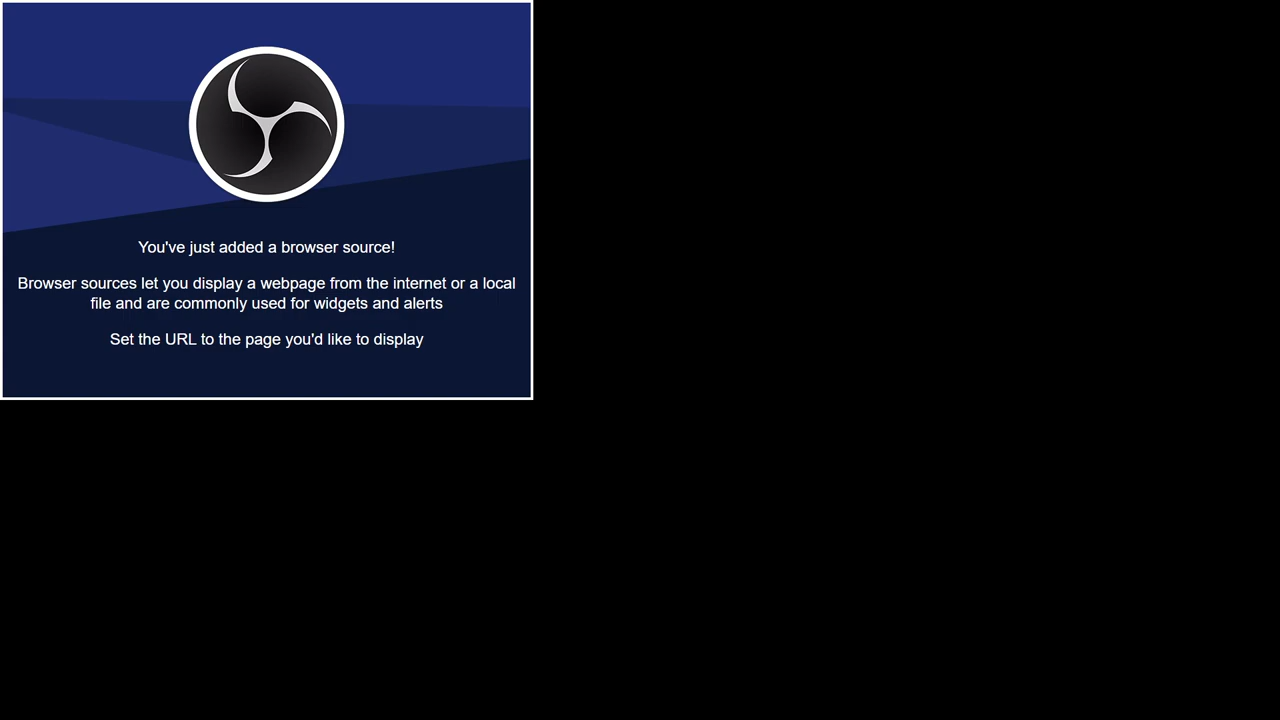 You've just added a browser source!
Browser sources let you display a webpage from the internet or a local
file and are commonly used for widgets and alerts
Set the URL to the page you'd like to display